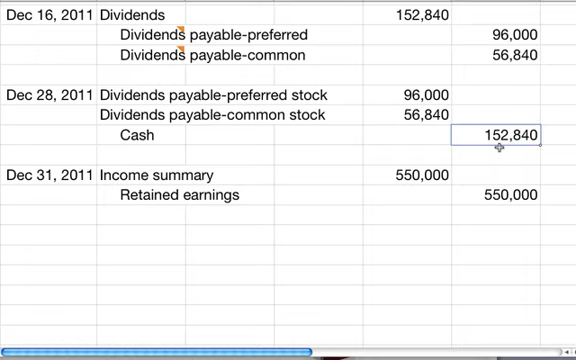 Dec 16, 2011 Dividends 152,840
Dividends payable-preferred 96,000
Dividends payable-common 56,840
Dec 28, 2011 Dividends payable-preferred stock 96,000
Dividends payable-common stock 56,840
Cash 152,840
Dec 31, 2011 Income summary 550,000
Retained earnings 550,000